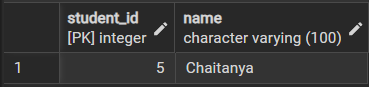 student_id name
[PK] integer character varying (100)
1 5 Chaitanya